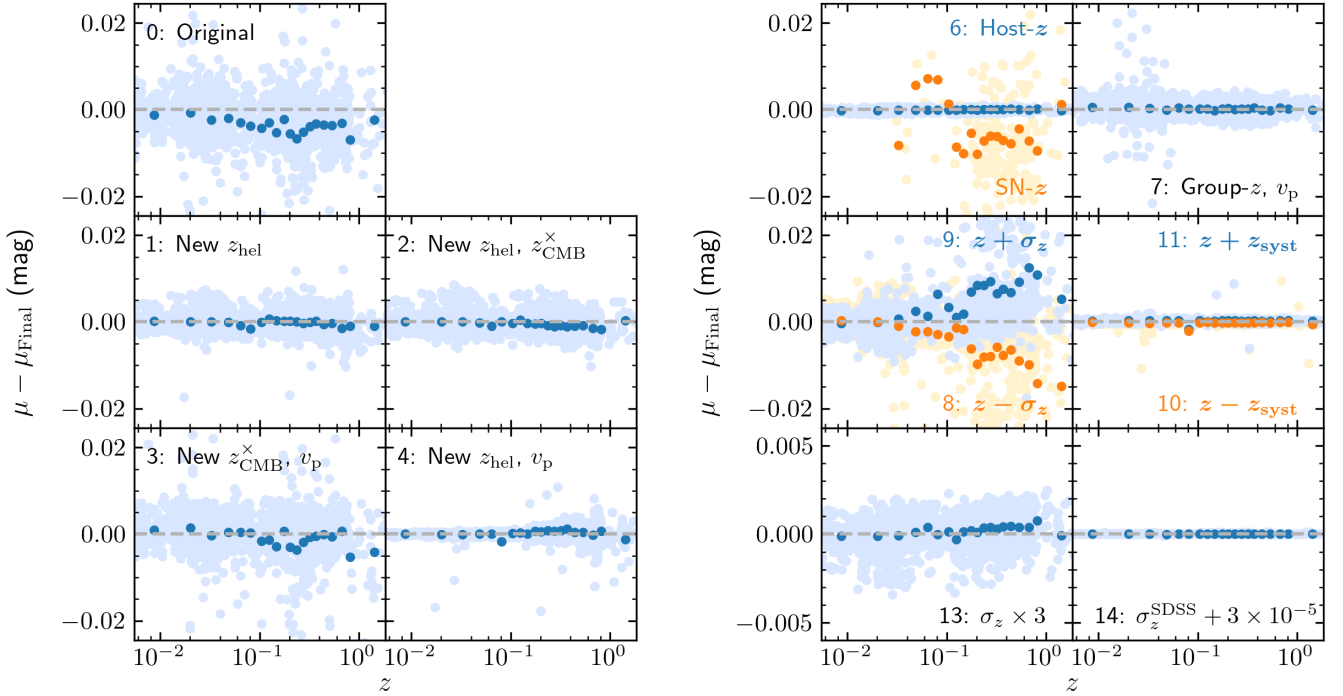 0: Original
0.02
0.00
−0.02
1: New z_hel
2: New z_hel, z^×_CMB
0.02
0.00
−0.02
3: New z^×_CMB, v_p
4: New z_hel, v_p
0.02
0.00
−0.02
10^−2 10^−1 10^0
10^−2 10^−1 10^0
z
μ − μ_Final (mag)
6: Host-z
SN-z
7: Group-z, v_p
0.02
0.00
−0.02
9: z + σ_z
8: z − σ_z
11: z + z_syst
10: z − z_syst
0.02
0.00
−0.02
13: σ_z × 3
14: σ_z^SDSS + 3 × 10^−5
0.005
0.000
−0.005
10^−2 10^−1 10^0
10^−2 10^−1 10^0
z
μ − μ_Final (mag)